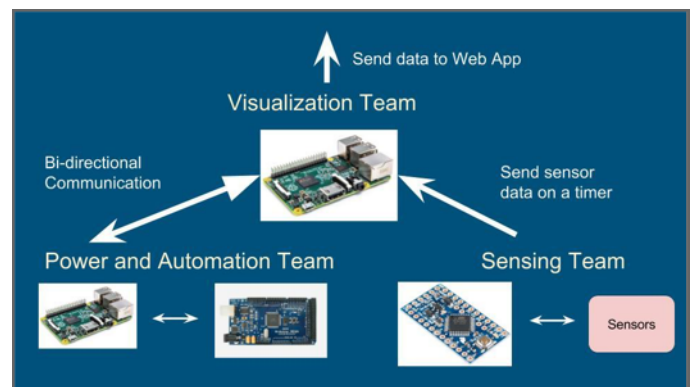 Send data to Web App
Visualization Team
Bi-directional
Communication
Send sensor
data on a timer
Power and Automation Team
Sensing Team
Sensors